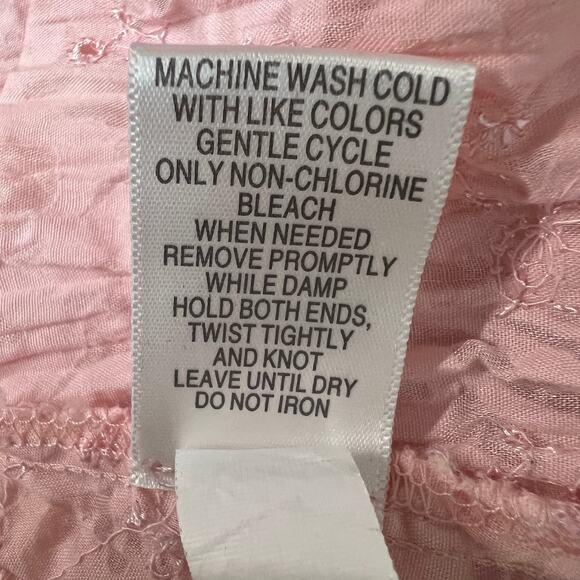 MACHINE WASH COLD
WITH LIKE COLORS
GENTLE CYCLE
ONLY NON-CHLORINE
BLEACH
WHEN NEEDED
REMOVE PROMPTLY
WHILE DAMP
HOLD BOTH ENDS,
TWIST TIGHTLY
AND KNOT
LEAVE UNTIL DRY
DO NOT IRON